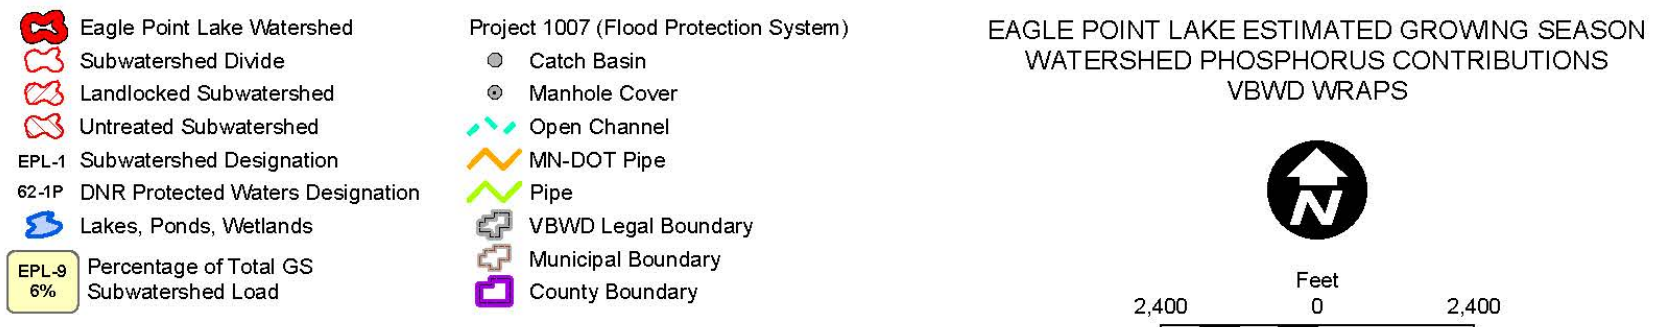 Eagle Point Lake Watershed
Subwatershed Divide
Landlocked Subwatershed
Untreated Subwatershed
EPL-1 Subwatershed Designation
62-1P DNR Protected Waters Designation
Lakes, Ponds, Wetlands
EPL-9
6%
Percentage of Total GS
Subwatershed Load
Project 1007 (Flood Protection System)
Catch Basin
Manhole Cover
Open Channel
MN-DOT Pipe
Pipe
VBWD Legal Boundary
Municipal Boundary
County Boundary
EAGLE POINT LAKE ESTIMATED GROWING SEASON
WATERSHED PHOSPHORUS CONTRIBUTIONS
VBWD WRAPS
N
Feet
2,400 0 2,400